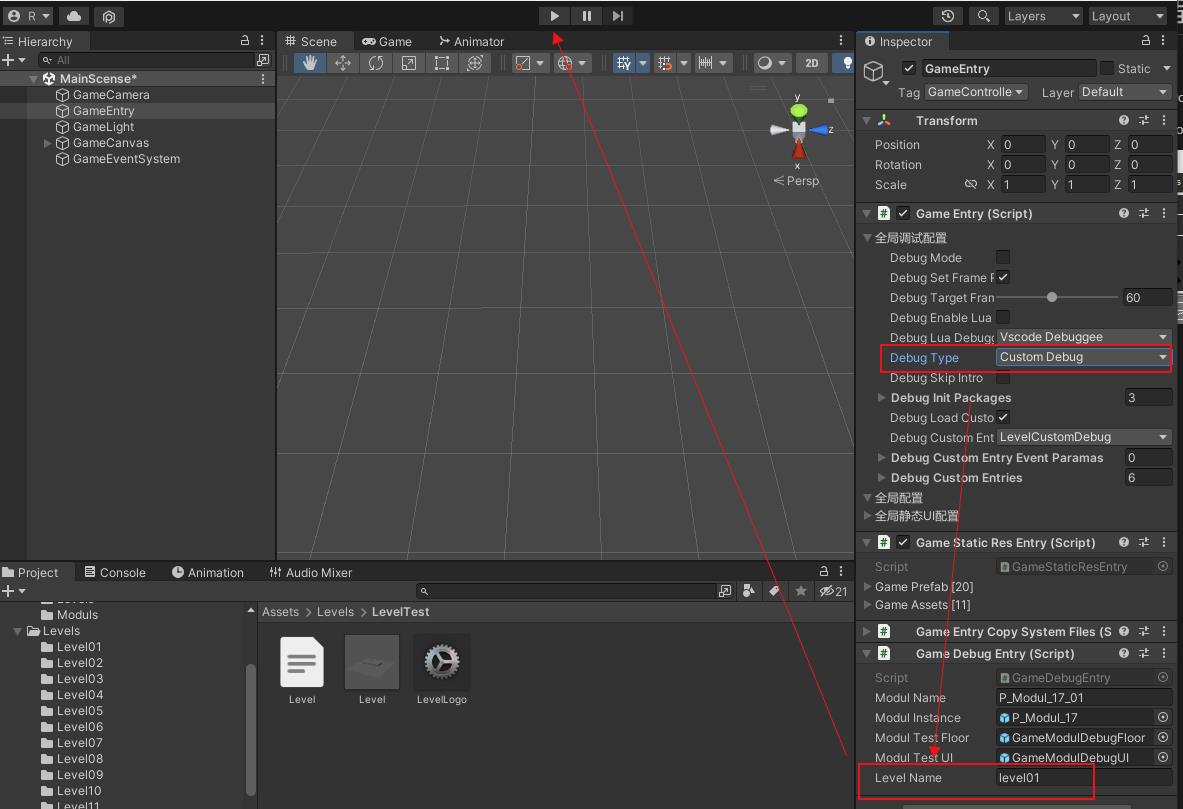 R
Layers
Layout
Hierarchy
All
MainScense*
GameCamera
GameEntry
GameLight
GameCanvas
GameEventSystem
Scene
Game
Animator
2D
y
z
x
Persp
Inspector
GameEntry
Static
Tag
GameControlle
Layer
Default
Transform
Position
X 0 Y 0 Z 0
Rotation
X 0 Y 0 Z 0
Scale
X 1 Y 1 Z 1
Game Entry (Script)
全局调试配置
Debug Mode
Debug Set Frame R
Debug Target Fran
60
Debug Enable Lua
Debug Lua Debugg
Vscode Debuggee
Debug Type
Custom Debug
Debug Skip Intro
Debug Init Packages
3
Debug Load Custo
Debug Custom Ent
LevelCustomDebug
Debug Custom Entry Event Paramas
0
Debug Custom Entries
6
全局配置
全局静态UI配置
Game Static Res Entry (Script)
Script
GameStaticResEntry
Game Prefab [20]
Game Assets [11]
Game Entry Copy System Files (S
Game Debug Entry (Script)
Script
GameDebugEntry
Modul Name
P_Modul_17_01
Modul Instance
P_Modul_17
Modul Test Floor
GameModulDebugFloor
Modul Test UI
GameModulDebugUI
Level Name
level01
Project
Console
Animation
Audio Mixer
21
Moduls
Levels
Level01
Level02
Level03
Level04
Level05
Level06
Level07
Level08
Level09
Level10
Level11
Assets > Levels > LevelTest
Level
Level
LevelLogo